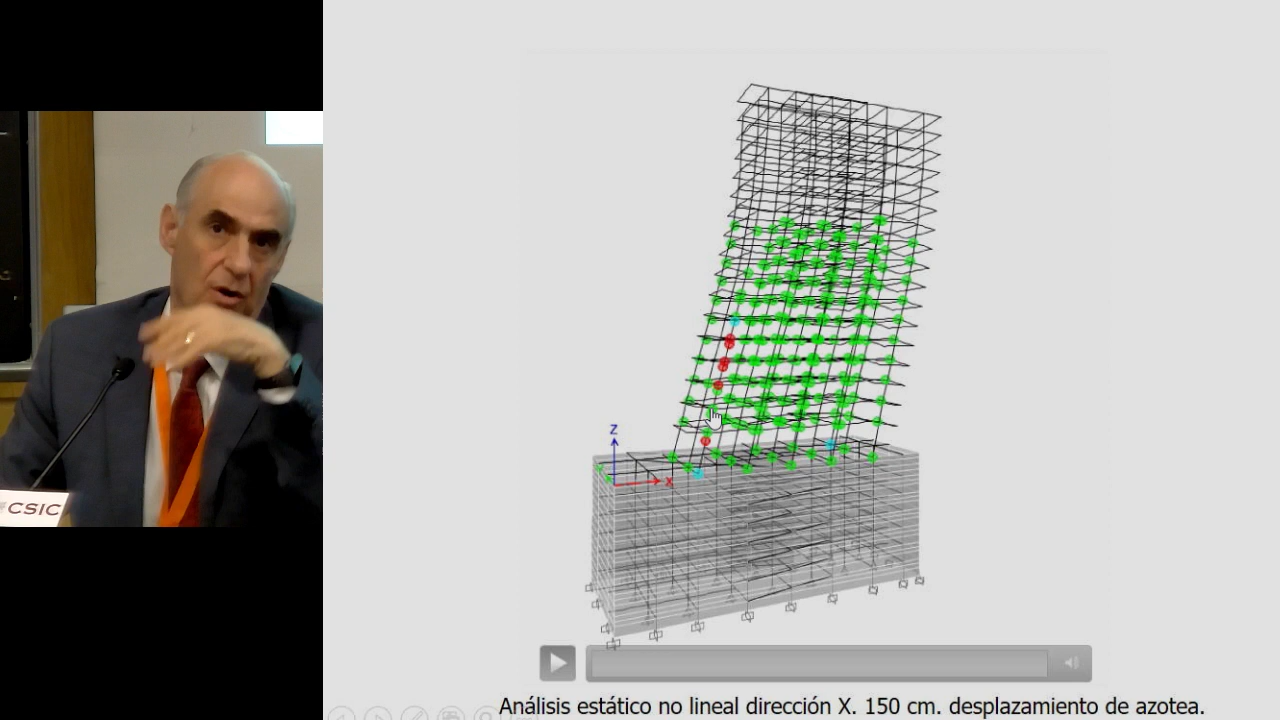 CSIC
Z
X
Análisis estático no lineal dirección X. 150 cm. desplazamiento de azotea.